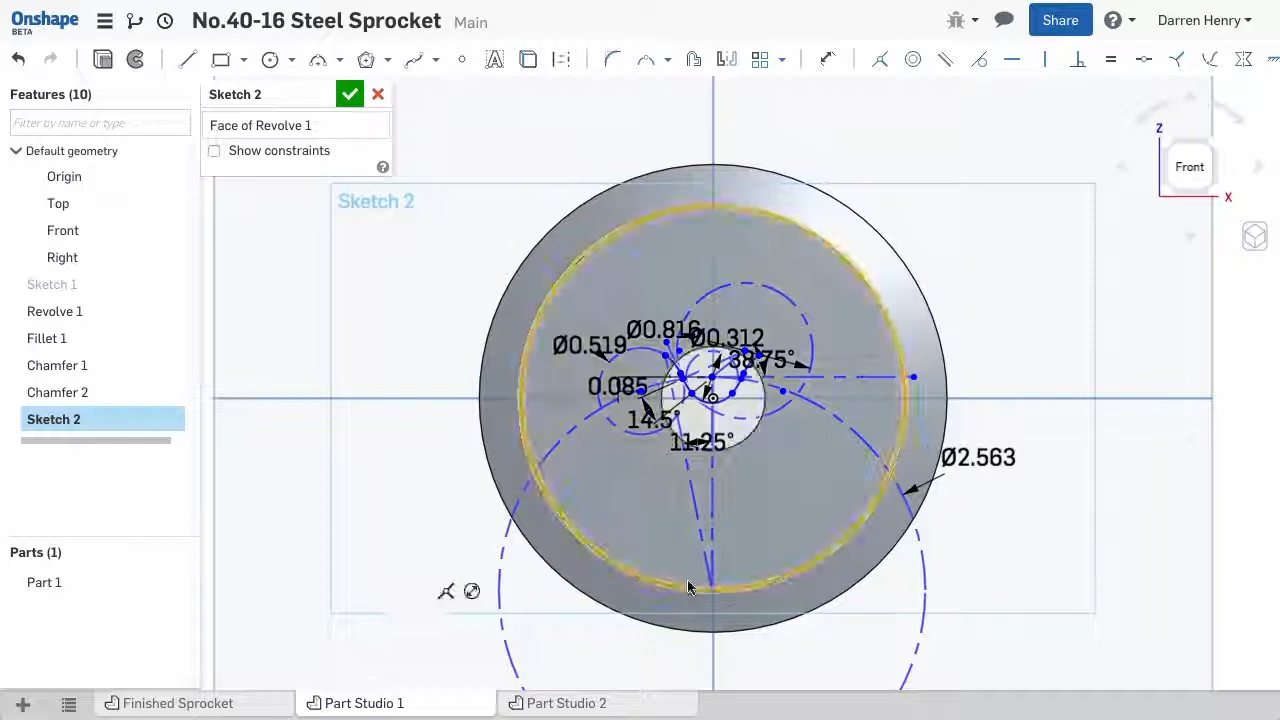 Onshape
BETA
No.40-16 Steel Sprocket
Main
Share
Darren Henry
Features (10)
Filter by name or type
Default geometry
Origin
Top
Front
Right
Sketch 1
Revolve 1
Fillet 1
Chamfer 1
Chamfer 2
Sketch 2
Parts (1)
Part 1
Sketch 2
Face of Revolve 1
Show constraints
Sketch 2
Z
Front
X
Ø0.519
Ø0.816
Ø0.312
38.75°
0.085
14.5°
11.25°
Ø2.563
Finished Sprocket
Part Studio 1
Part Studio 2